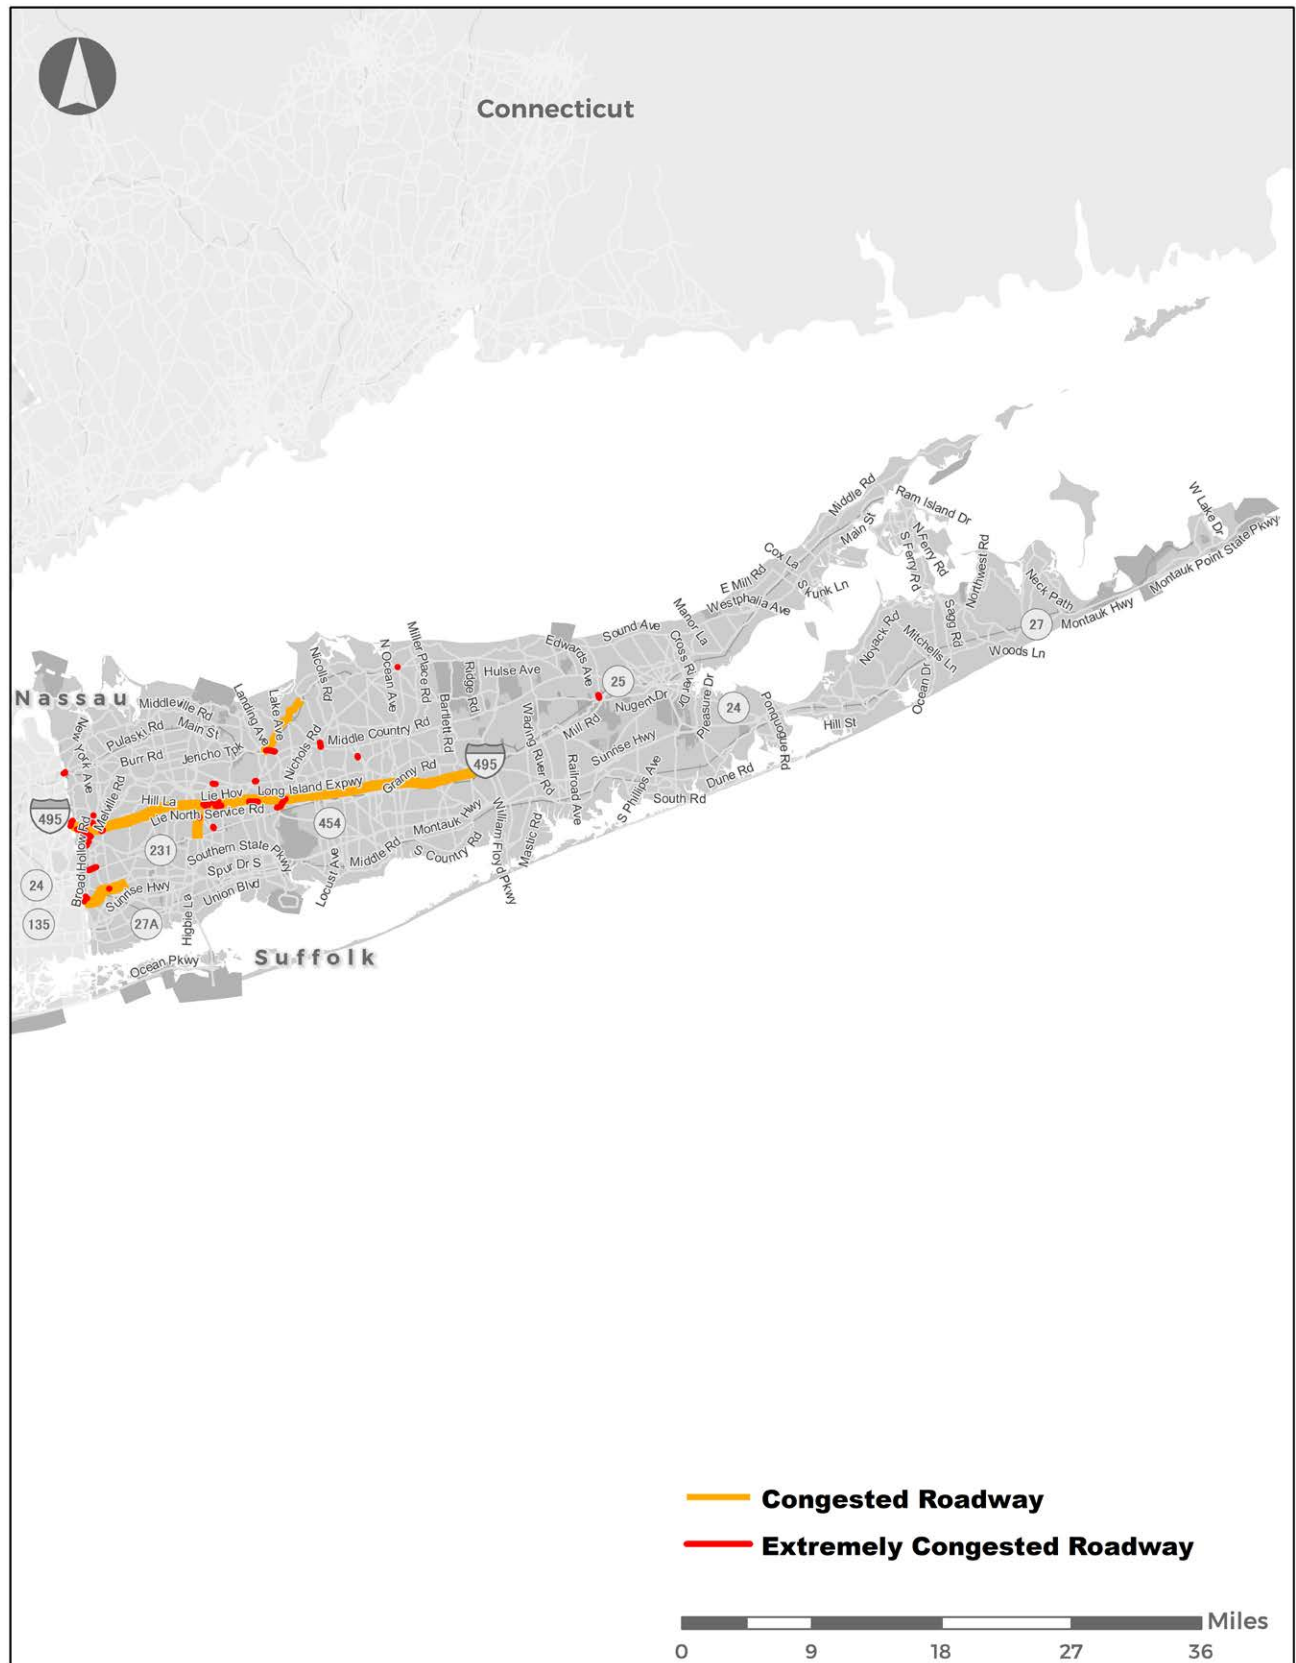 Connecticut
Middle Rd
Ram Island Dr
W Lake Dr
Main St
N Ferry Rd
S Ferry Rd
Northwest Rd
Montauk Point State Pkwy
Cox La
E Mill Rd
Skunk Ln
Westphalia Ave
Neck Path
Montauk Hwy
27
Manor La
Noyack Rd
Sagg Rd
Mitchells Ln
Woods Ln
Sound Ave
Cross River Dr
Ocean Dr
Miller Place Rd
N Ocean Ave
Edwards Ave
Hulse Ave
Ridge Rd
25
Nugent Dr
Pleasure Dr
24
Ponquogue Rd
Hill St
Nicolls Rd
Nassau
Middleville Rd
Landing Ave
Lake Ave
New York Ave
Pulaski Rd
Main St
Burr Rd
Jericho Tpk
Nichols Rd
Middle Country Rd
Bartlett Rd
Wading River Rd
Mill Rd
Sunrise Hwy
495
Railroad Ave
S Phillips Ave
Dune Rd
South Rd
Granny Rd
Melville Rd
Hill La
Lie Hov
Long Island Expwy
Lie North Service Rd
495
454
Montauk Hwy
William Floyd Pkwy
Mastic Rd
231
Southern State Pkwy
Middle Rd
S Country Rd
Broad Hollow Rd
Spur Dr S
Locust Ave
24
Sunrise Hwy
Union Blvd
135
27A
Higbie La
Suffolk
Ocean Pkwy
Congested Roadway
Extremely Congested Roadway
Miles
0 9 18 27 36